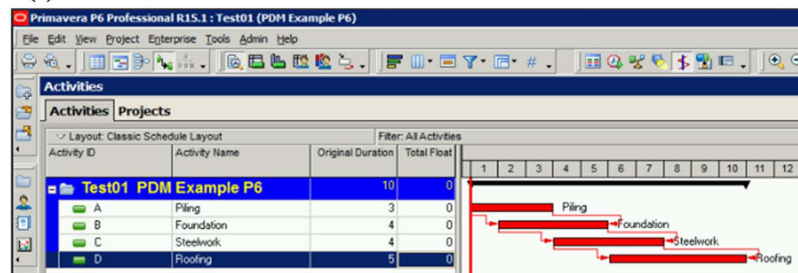 Primavera P6 Professional R15.1 : Test01 (PDM Example P6)
File Edit View Project Enterprise Tools Admin Help
Activities
Activities Projects
Layout: Classic Schedule Layout Filter: All Activities
Activity ID Activity Name Original Duration Total Float
1 2 3 4 5 6 7 8 9 10 11 12
Test01 PDM Example P6 10 0
A Piling 3 0 Piling
B Foundation 4 0 Foundation
C Steelwork 4 0 Steelwork
D Roofing 5 0 Roofing